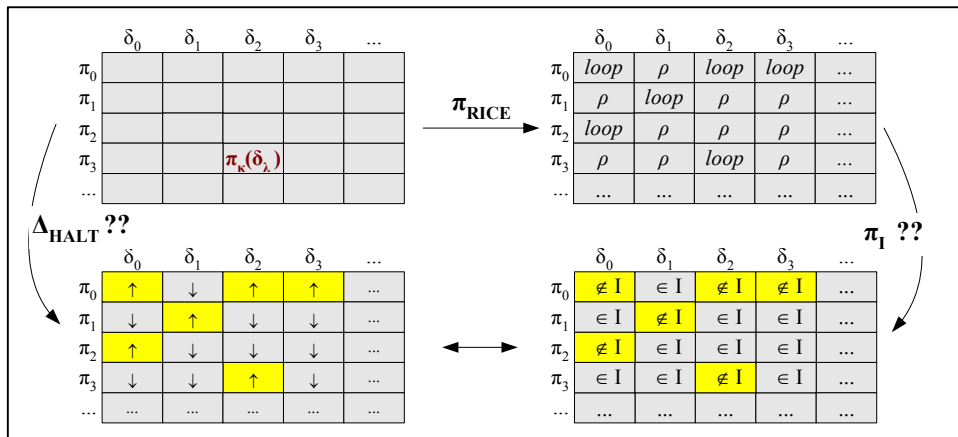 δ0 δ1 δ2 δ3 ... δ0 δ1 δ2 δ3 ...
π0 π0 loop ρ loop loop ...
π1 πRICE π1 ρ loop ρ ρ ...
π2 π2 loop ρ ρ ρ ...
π3 πκ(δλ) π3 ρ ρ loop ρ ...
... ... ... ... ... ...
ΔHALT ?? πI ??
δ0 δ1 δ2 δ3 ... δ0 δ1 δ2 δ3 ...
π0 ↑ ↓ ↑ ↑ ... π0 ∉ I ∈ I ∉ I ∉ I ...
π1 ↓ ↑ ↓ ↓ ... π1 ∈ I ∉ I ∈ I ∈ I ...
π2 ↑ ↓ ↓ ↓ ... π2 ∉ I ∈ I ∈ I ∈ I ...
π3 ↓ ↓ ↑ ↓ ... π3 ∈ I ∈ I ∉ I ∈ I ...
... ... ... ... ... ... ... ... ... ... ...